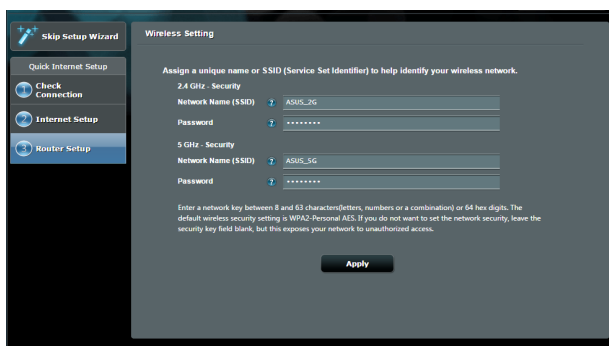 Skip Setup Wizard
Quick Internet Setup
1 Check
Connection
2 Internet Setup
3 Router Setup
Wireless Setting
Assign a unique name or SSID (Service Set Identifier) to help identify your wireless network.
2.4 GHz - Security
Network Name (SSID) ? ASUS_2G
Password ? ••••••••
5 GHz - Security
Network Name (SSID) ? ASUS_5G
Password ? ••••••••
Enter a network key between 8 and 63 characters(letters, numbers or a combination) or 64 hex digits. The
default wireless security setting is WPA2-Personal AES. If you do not want to set the network security, leave the
security key field blank, but this exposes your network to unauthorized access.
Apply